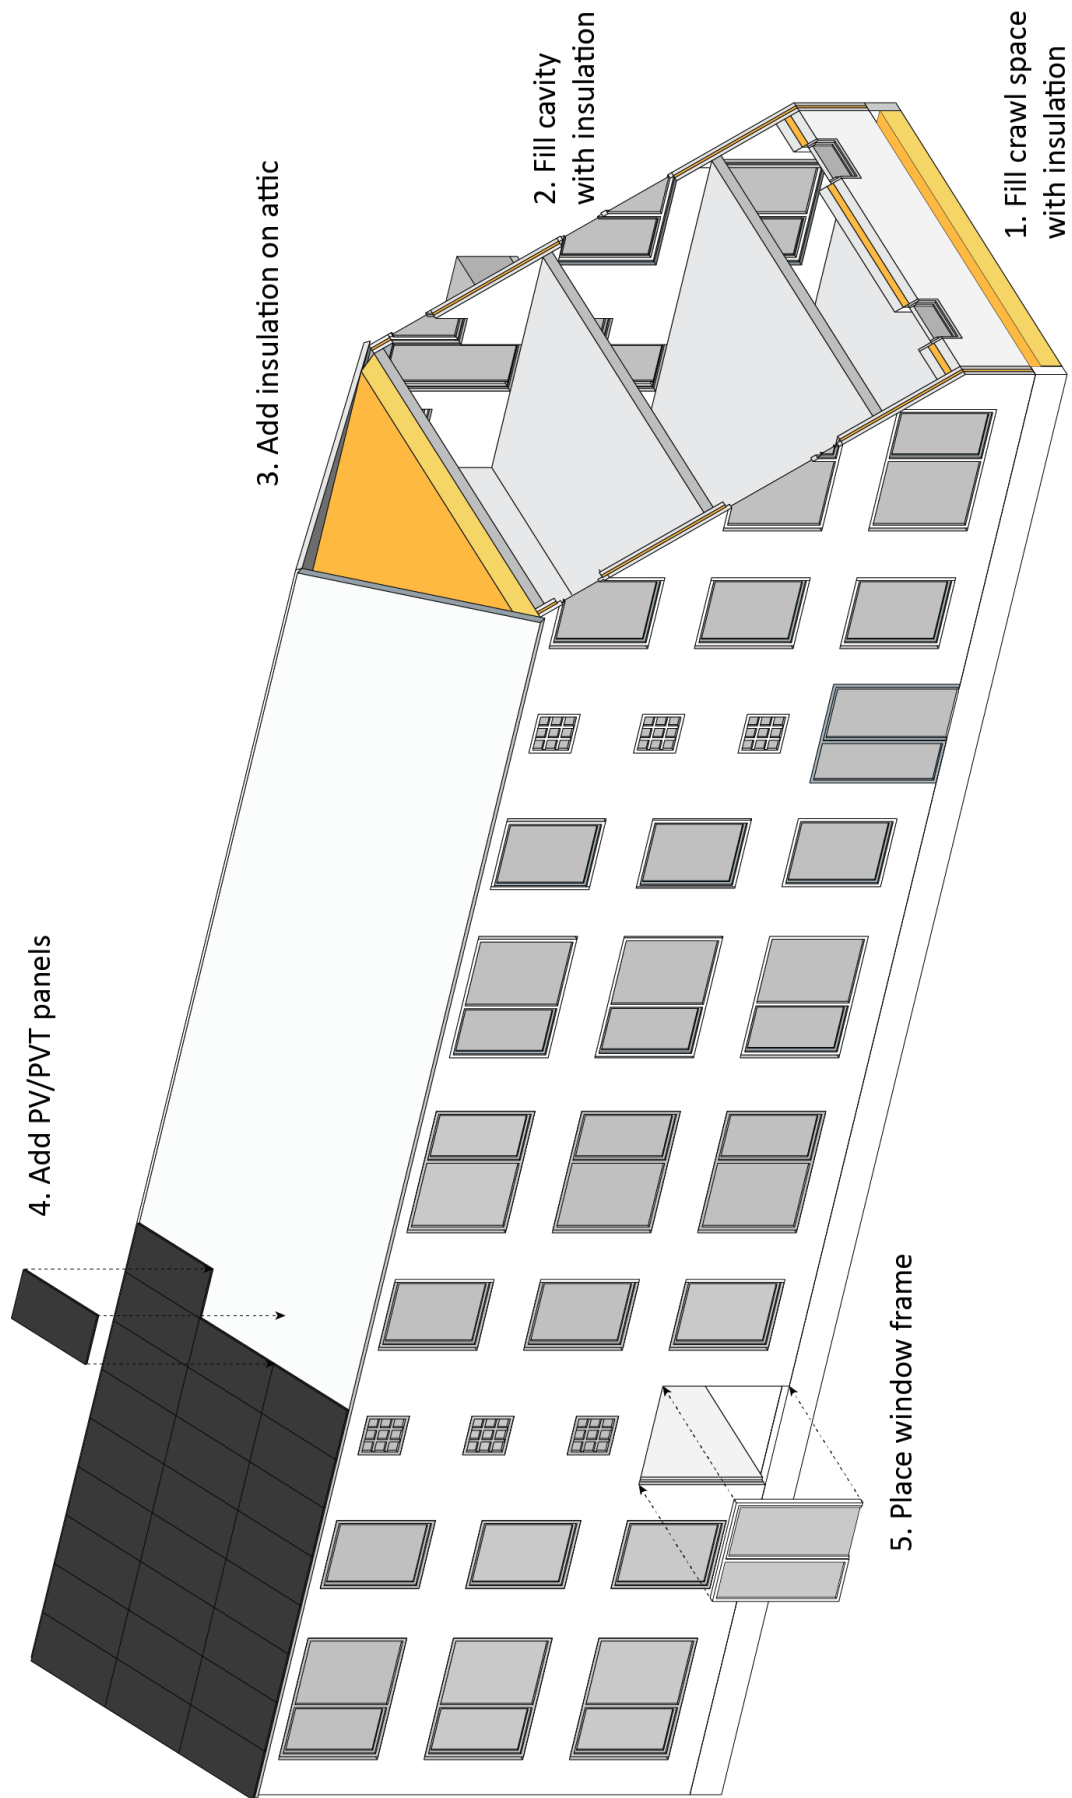 1. Fill crawl space
with insulation
2. Fill cavity
with insulation
3. Add insulation on attic
4. Add PV/PVT panels
5. Place window frame